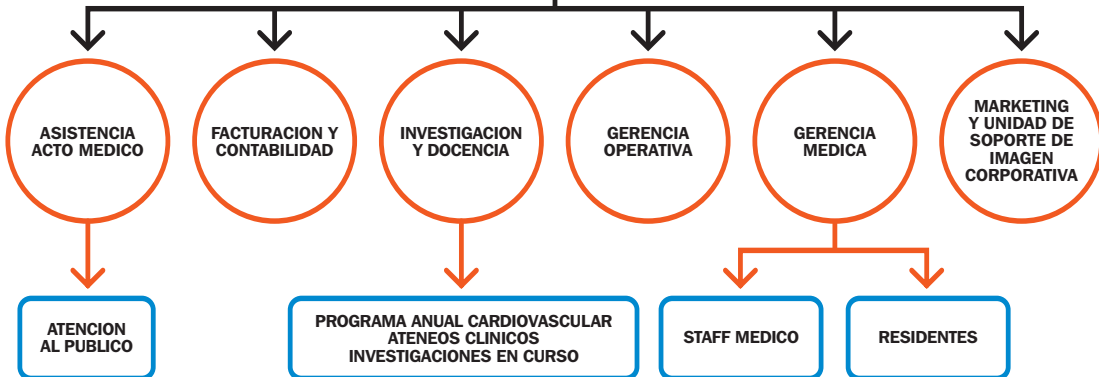 ASISTENCIA
ACTO MEDICO
FACTURACION Y
CONTABILIDAD
INVESTIGACION
Y DOCENCIA
GERENCIA
OPERATIVA
GERENCIA
MEDICA
MARKETING
Y UNIDAD DE
SOPORTE DE
IMAGEN
CORPORATIVA
ATENCION
AL PUBLICO
PROGRAMA ANUAL CARDIOVASCULAR
ATENEOS CLINICOS
INVESTIGACIONES EN CURSO
STAFF MEDICO
RESIDENTES